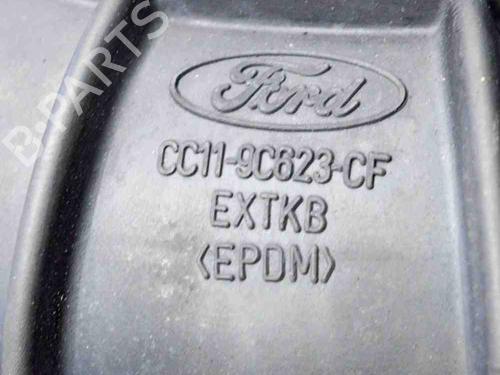 B-PARTS
Ford
CC11-9C623-CF
EXTKB
<EPDM>